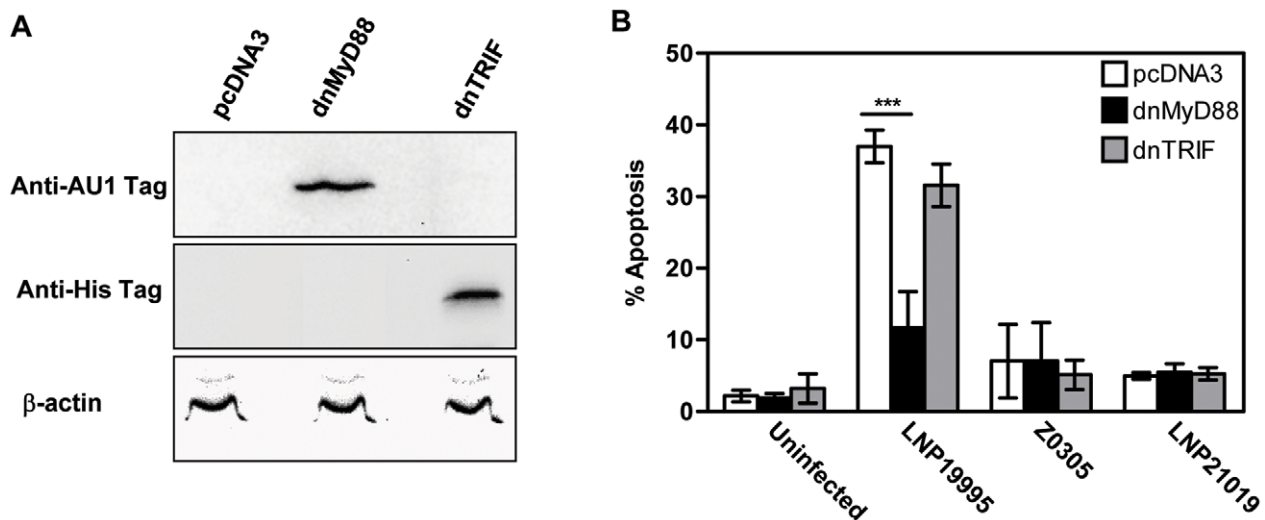 A
pcDNA3
dnMyD88
dnTRIF
Anti-AU1 Tag
Anti-His Tag
β-actin
B
50
40
30
20
10
0
% Apoptosis
***
pcDNA3
dnMyD88
dnTRIF
Uninfected
LNP19995
Z0305
LNP21019